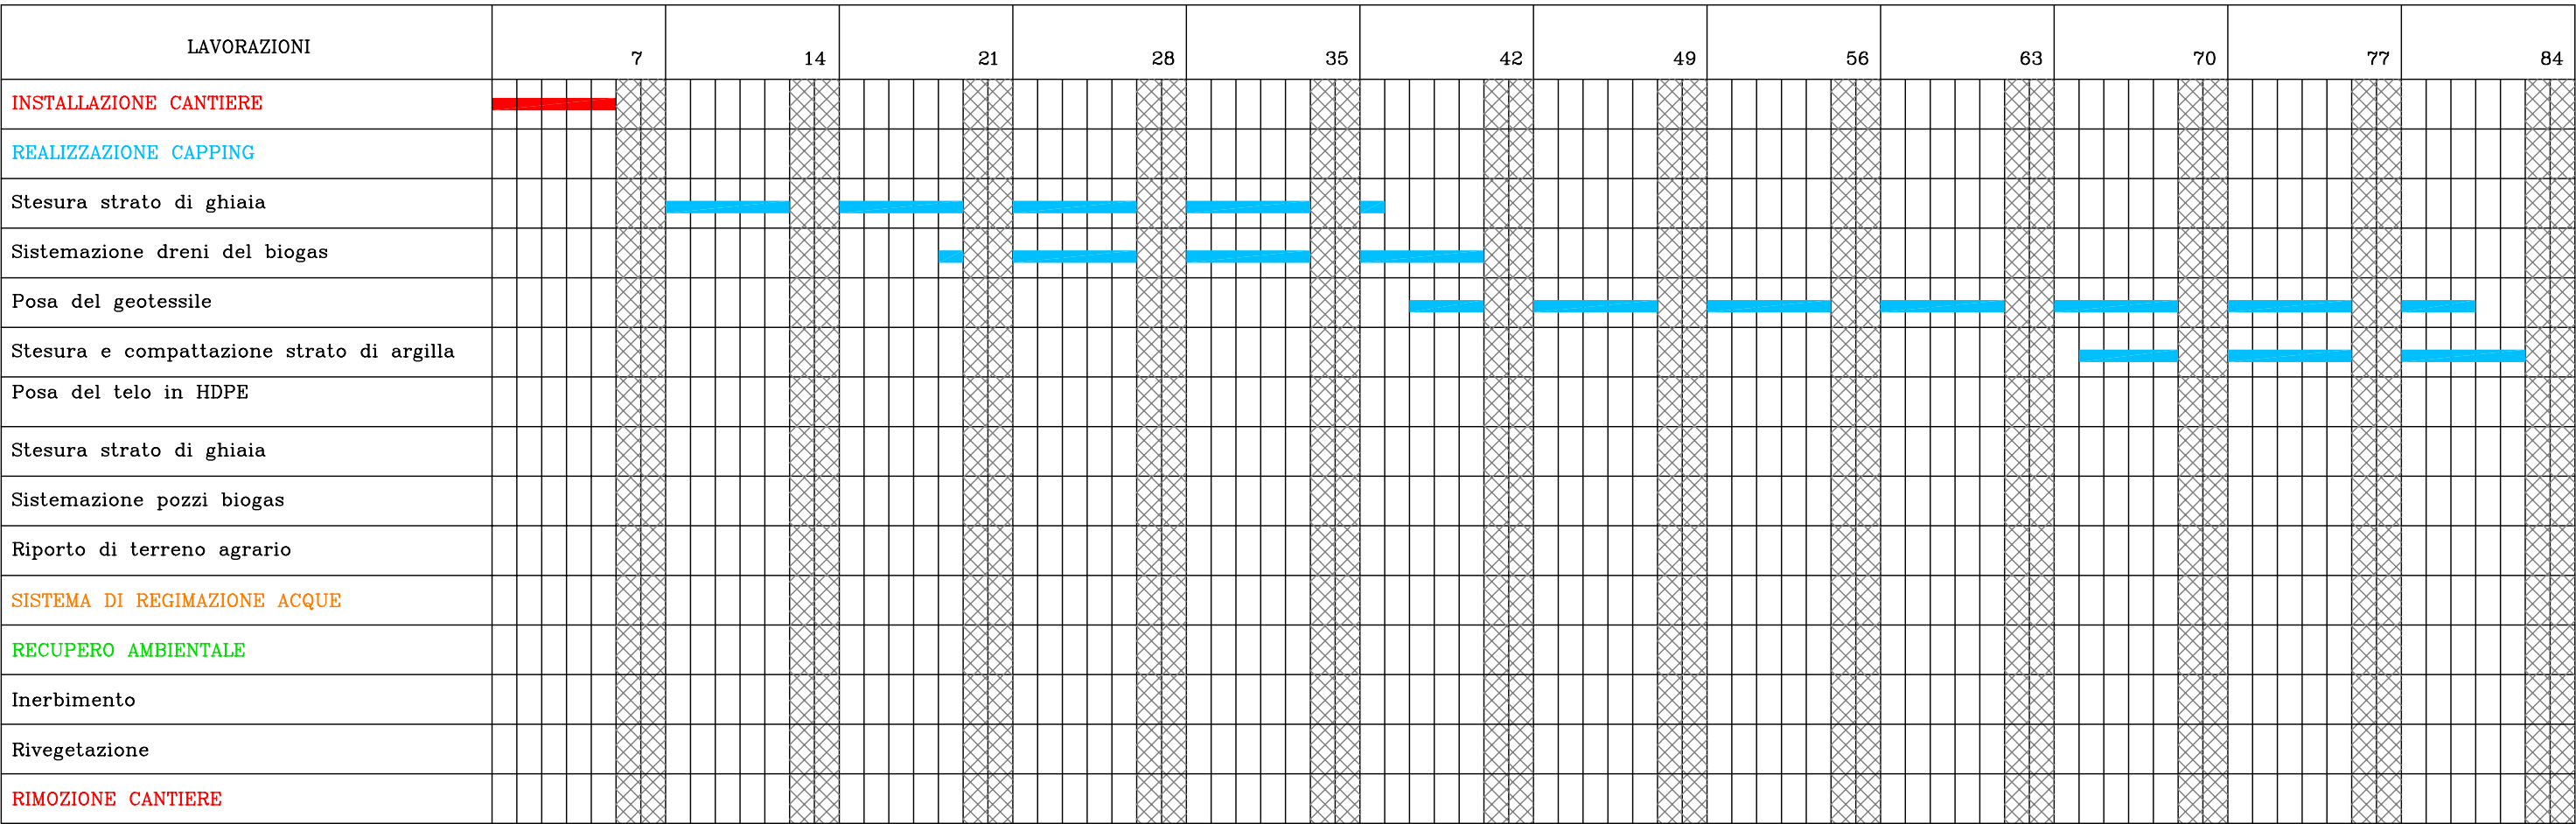 LAVORAZIONI 7 14 21 28 35 42 49 56 63 70 77 84
INSTALLAZIONE CANTIERE
REALIZZAZIONE CAPPING
Stesura strato di ghiaia
Sistemazione dreni del biogas
Posa del geotessile
Stesura e compattazione strato di argilla
Posa del telo in HDPE
Stesura strato di ghiaia
Sistemazione pozzi biogas
Riporto di terreno agrario
SISTEMA DI REGIMAZIONE ACQUE
RECUPERO AMBIENTALE
Inerbimento
Rivegetazione
RIMOZIONE CANTIERE